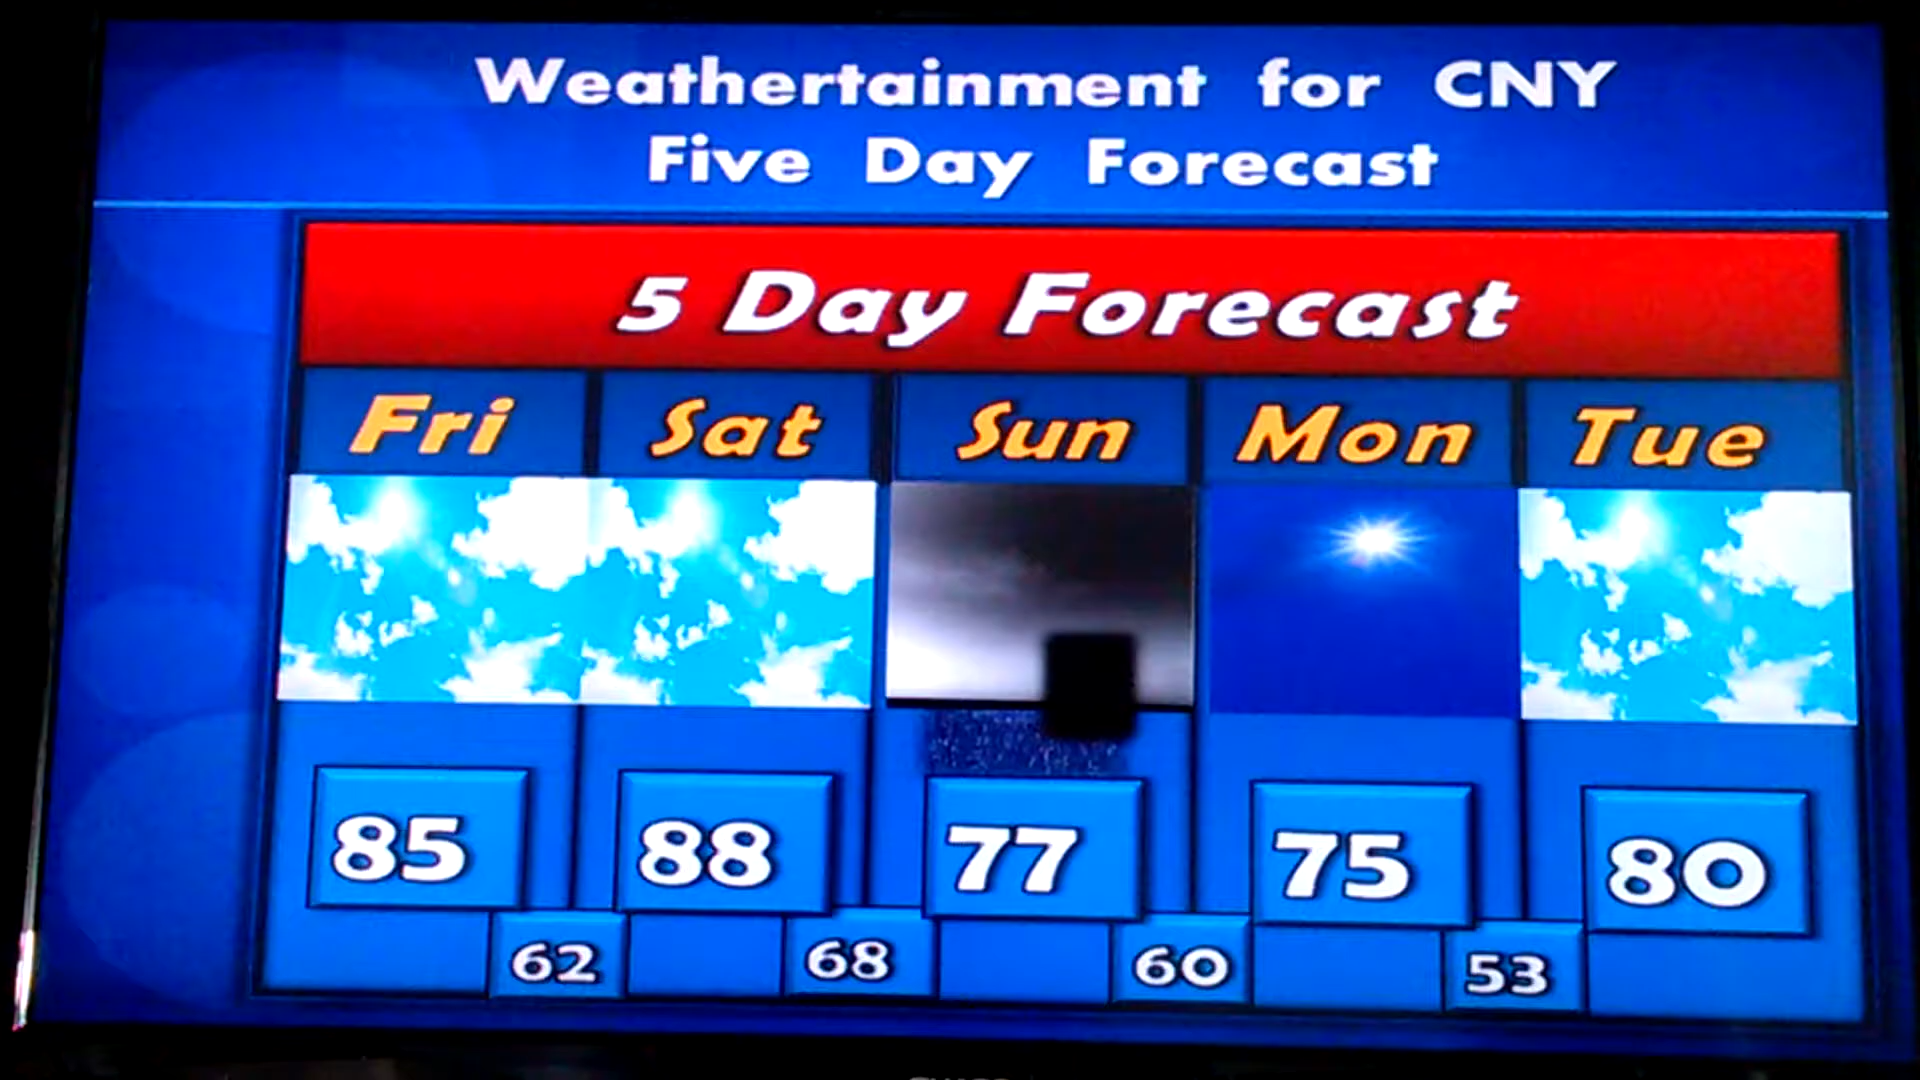 Weathertainment for CNY
Five Day Forecast
5 Day Forecast
Fri Sat Sun Mon Tue
85 88 77 75 80
62 68 60 53